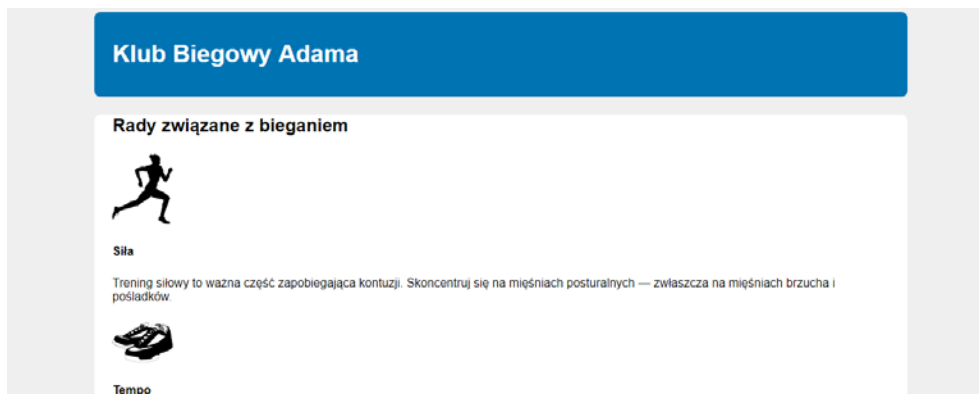 Klub Biegowy Adama
Rady związane z bieganiem
Siła
Trening siłowy to ważna część zapobiegająca kontuzji. Skoncentruj się na mięśniach posturalnych — zwłaszcza na mięśniach brzucha i
pośladków.
Tempo